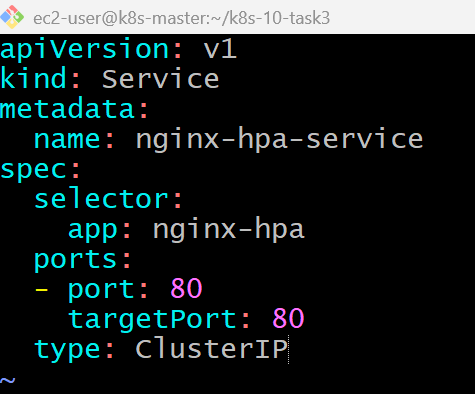 ec2-user@k8s-master:~/k8s-10-task3
apiVersion: v1
kind: Service
metadata:
  name: nginx-hpa-service
spec:
  selector:
    app: nginx-hpa
  ports:
  - port: 80
    targetPort: 80
  type: ClusterIP
~